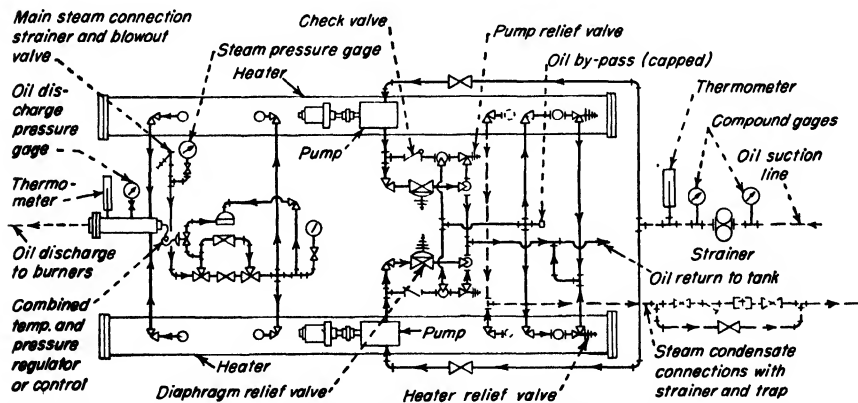 Main steam connection
strainer and blowout
valve
Steam pressure gage
Heater
Oil dis-
charge
pressure
gage
Thermo-
meter
Oil discharge
to burners
Combined
temp. and
pressure
regulator
or control
Heater
Check valve
Pump relief valve
Oil by-pass (capped)
Pump
Thermometer
Compound gages
Oil suction
line
Strainer
Oil return to tank
Pump
Diaphragm relief valve
Heater relief valve
Steam condensate
connections with
strainer and trap